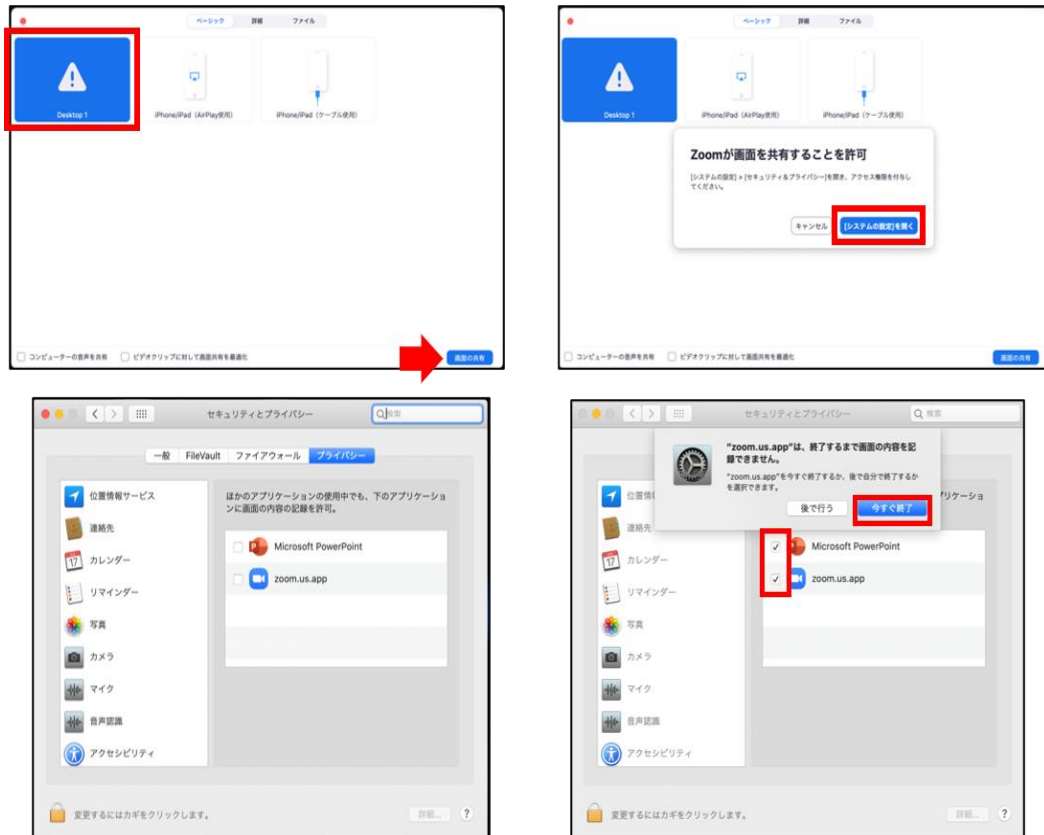 ベーシック 詳細 ファイル
Desktop 1 iPhone/iPad（AirPlay使用） iPhone/iPad（ケーブル使用）
コンピューターの音声を共有 ビデオクリップに対して画面共有を最適化 画面の共有
ベーシック 詳細 ファイル
Desktop 1 iPhone/iPad（AirPlay使用） iPhone/iPad（ケーブル使用）
Zoomが画面を共有することを許可
[システムの設定] > [セキュリティ＆プライバシー]を開き、アクセス権限を付与し
てください。
キャンセル [システムの設定]を開く
コンピューターの音声を共有 ビデオクリップに対して画面共有を最適化 画面の共有
セキュリティとプライバシー 検索
一般 FileVault ファイアウォール プライバシー
位置情報サービス
連絡先
カレンダー
リマインダー
写真
カメラ
マイク
音声認識
アクセシビリティ
ほかのアプリケーションの使用中でも、下のアプリケーショ
ンに画面の内容の記録を許可。
Microsoft PowerPoint
zoom.us.app
変更するにはカギをクリックします。 詳細... ?
セキュリティとプライバシー 検索
"zoom.us.app"は、終了するまで画面の内容を記
録できません。
"zoom.us.app"を今すぐ終了するか、後で自分で終了するか
を選択できます。
後で行う 今すぐ終了
位置情
連絡先
カレンダー
リマインダー
写真
カメラ
マイク
音声認識
アクセシビリティ
プリケーショ
Microsoft PowerPoint
zoom.us.app
変更するにはカギをクリックします。 詳細... ?